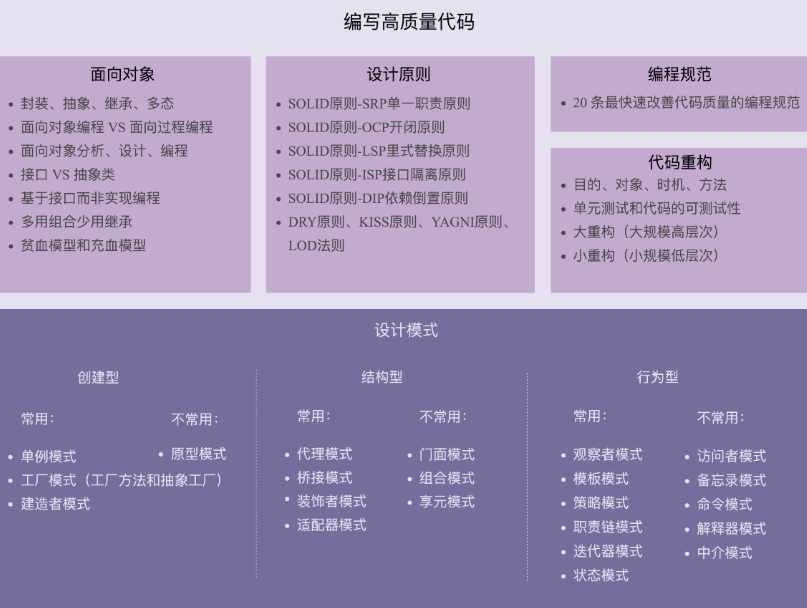 编写高质量代码
面向对象
封装、抽象、继承、多态
面向对象编程 VS 面向过程编程
面向对象分析、设计、编程
接口 VS 抽象类
基于接口而非实现编程
多用组合少用继承
贫血模型和充血模型
设计原则
SOLID原则-SRP单一职责原则
SOLID原则-OCP开闭原则
SOLID原则-LSP里式替换原则
SOLID原则-ISP接口隔离原则
SOLID原则-DIP依赖倒置原则
DRY原则、KISS原则、YAGNI原则、
LOD法则
编程规范
20 条最快速改善代码质量的编程规范
代码重构
目的、对象、时机、方法
单元测试和代码的可测试性
大重构（大规模高层次）
小重构（小规模低层次）
设计模式
创建型
常用：
单例模式
工厂模式（工厂方法和抽象工厂）
建造者模式
不常用：
原型模式
结构型
常用：
代理模式
桥接模式
装饰者模式
适配器模式
不常用：
门面模式
组合模式
享元模式
行为型
常用：
观察者模式
模板模式
策略模式
职责链模式
迭代器模式
状态模式
不常用：
访问者模式
备忘录模式
命令模式
解释器模式
中介模式